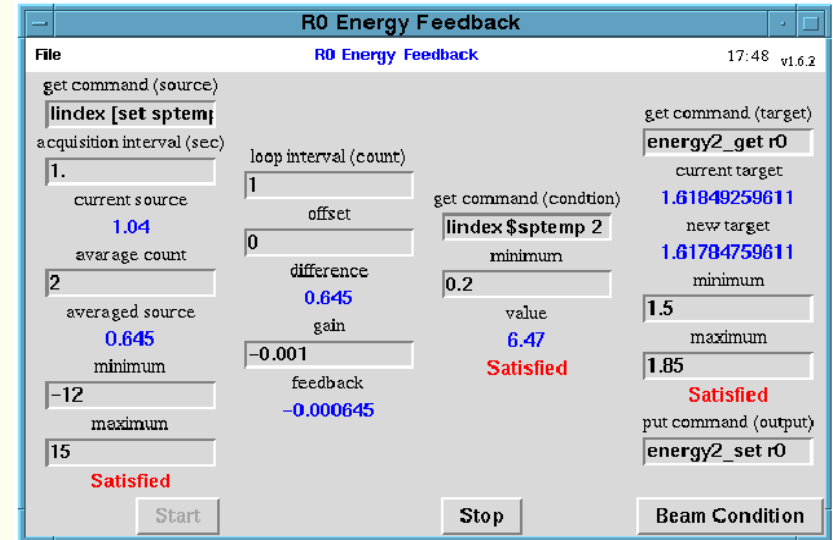 R0 Energy Feedback
File
R0 Energy Feedback
17:48 v1.6.2
get command (source)
lindex [set sptemp
acquisition interval (sec)
1.
current source
1.04
avarage count
2
averaged source
0.645
minimum
-12
maximum
15
Satisfied
loop interval (count)
1
offset
0
difference
0.645
gain
-0.001
feedback
-0.000645
get command (condtion)
lindex $sptemp 2
minimum
0.2
value
6.47
Satisfied
get command (target)
energy2_get r0
current target
1.61849259611
new target
1.61784759611
minimum
1.5
maximum
1.85
Satisfied
put command (output)
energy2_set r0
Start
Stop
Beam Condition